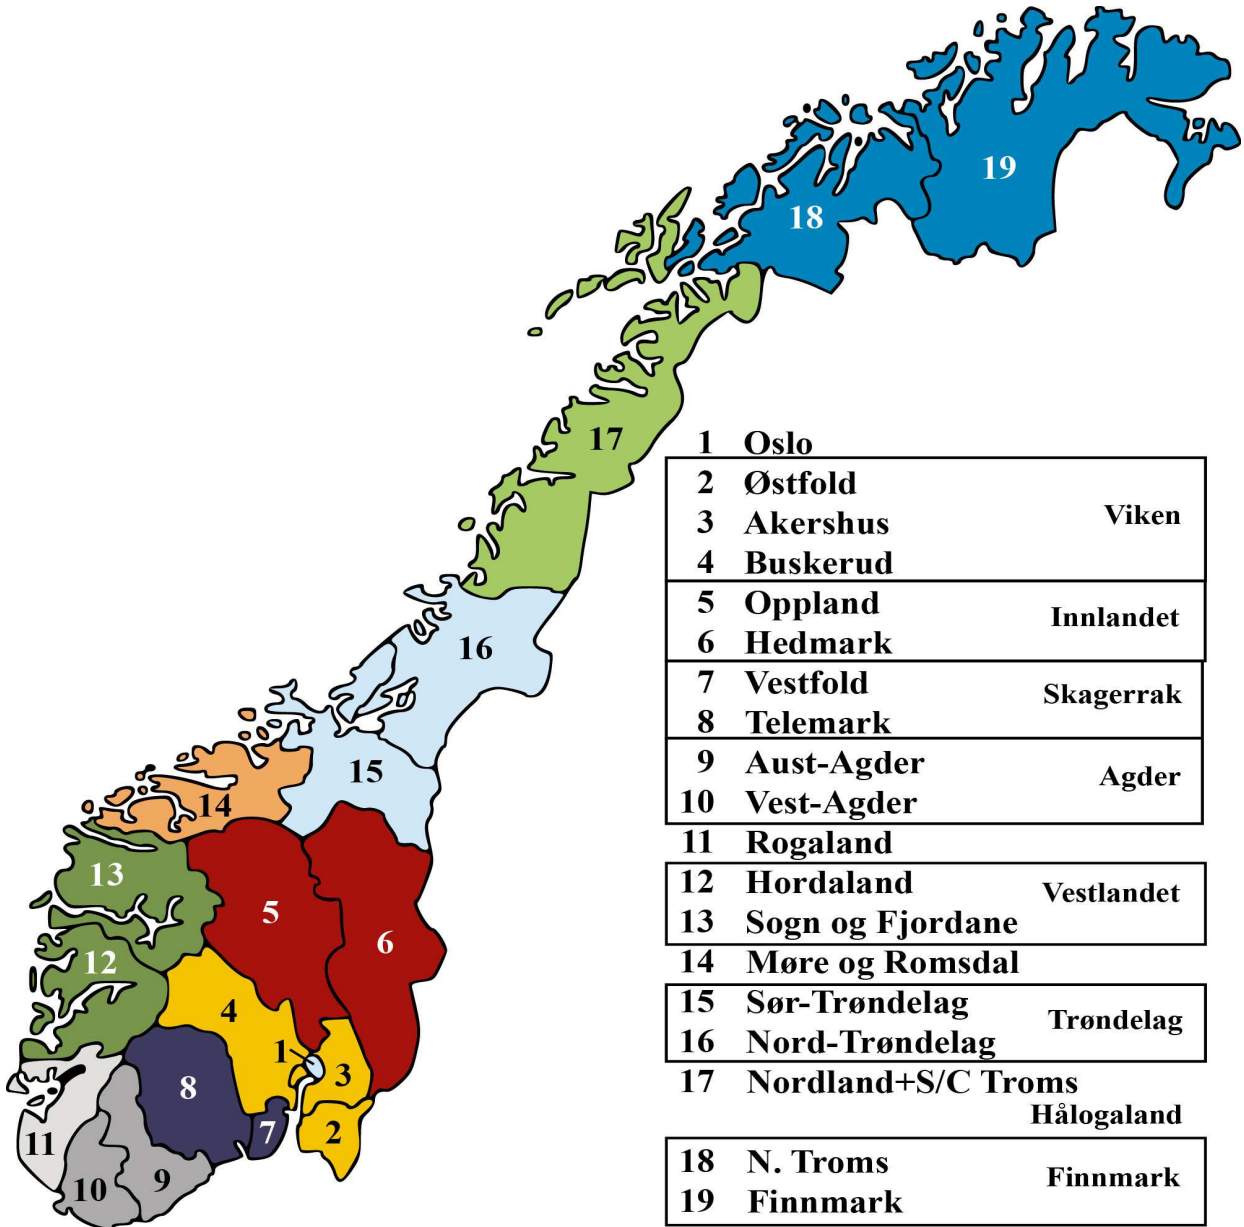 19
18
17
16
15
14
13
5
6
12
4
1
3
8
7
2
11
9
10
1 Oslo
2 Østfold
3 Akershus
Viken
4 Buskerud
5 Oppland
Innlandet
6 Hedmark
7 Vestfold
Skagerrak
8 Telemark
9 Aust-Agder
Agder
10 Vest-Agder
11 Rogaland
12 Hordaland
Vestlandet
13 Sogn og Fjordane
14 Møre og Romsdal
15 Sør-Trøndelag
Trøndelag
16 Nord-Trøndelag
17 Nordland+S/C Troms
Hålogaland
18 N. Troms
Finnmark
19 Finnmark